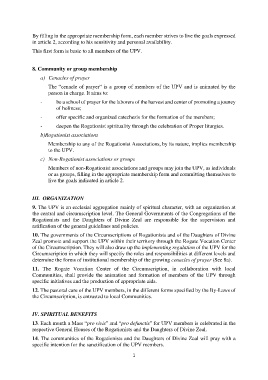 By filling in the appropriate membership form, each member strives to live the goals expressed
in article 2, according to his sensitivity and personal availability.
This first form is basic to all members of the UPV.
8. Community or group membership
a) Cenacles of prayer
The "cenacle of prayer" is a group of members of the UPV and is animated by the
person in charge. It aims to:
- be a school of prayer for the laborers of the harvest and center of promoting a journey
of holiness;
- offer specific and organized catechesis for the formation of the members;
- deepen the Rogationist spirituality through the celebration of Proper liturgies.
b)Rogationist associations
Membership to any of the Rogationist Associations, by its nature, implies membership
to the UPV.
c) Non-Rogationist associations or groups
Members of non-Rogationist associations and groups may join the UPV, as individuals
or as groups, filling in the appropriate membership form and committing themselves to
live the goals indicated in article 2.
III. ORGANIZATION
9. The UPV is an ecclesial aggregation mainly of spiritual character, with an organization at
the central and circumscription level. The General Governments of the Congregations of the
Rogationists and the Daughters of Divine Zeal are responsible for the supervision and
ratification of the general guidelines and policies.
10. The governments of the Circumscriptions of Rogationists and of the Daughters of Divine
Zeal promote and support the UPV within their territory through the Rogate Vocation Center
of the Circumscription. They will also draw up the implementing regulation of the UPV for the
Circumscription in which they will specify the roles and responsibilities at different levels and
determine the forms of institutional membership of the growing cenacles of prayer (See 8a).
11. The Rogate Vocation Center of the Circumscription, in collaboration with local
Communities, shall provide the animation and formation of members of the UPV through
specific initiatives and the production of appropriate aids.
12. The pastoral care of the UPV members, in the different forms specified by the By-Laws of
the Circumscription, is entrusted to local Communities.
IV. SPIRITUAL BENEFITS
13. Each month a Mass "pro vivis" and "pro defunctis" for UPV members is celebrated in the
respective General Houses of the Rogationists and the Daughters of Divine Zeal.
14. The communities of the Rogationists and the Daughters of Divine Zeal will pray with a
specific intention for the sanctification of the UPV members.
2